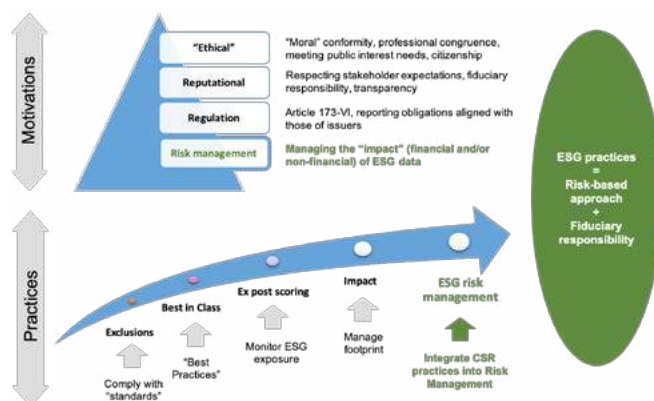 Motivations
"Ethical"
"Moral" conformity, professional congruence,
meeting public interest needs, citizenship
Reputational
Respecting stakeholder expectations, fiduciary
responsibility, transparency
Regulation
Article 173-VI, reporting obligations aligned with
those of issuers
Risk management
Managing the "impact" (financial and/or
non-financial) of ESG data
ESG practices
=
Risk-based
approach
+
Fiduciary
responsibility
Practices
Exclusions
Best in Class
Ex post scoring
Impact
ESG risk
management
Comply with
"standards"
"Best
Practices"
Monitor ESG
exposure
Manage
footprint
Integrate CSR
practices into Risk
Management